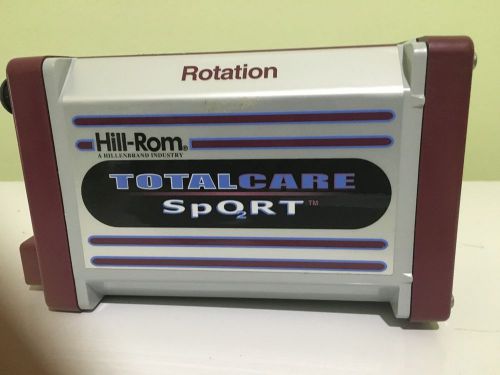 Rotation
Hill-Rom®
A HILLENBRAND INDUSTRY
TOTALCARE
SpO₂RT™